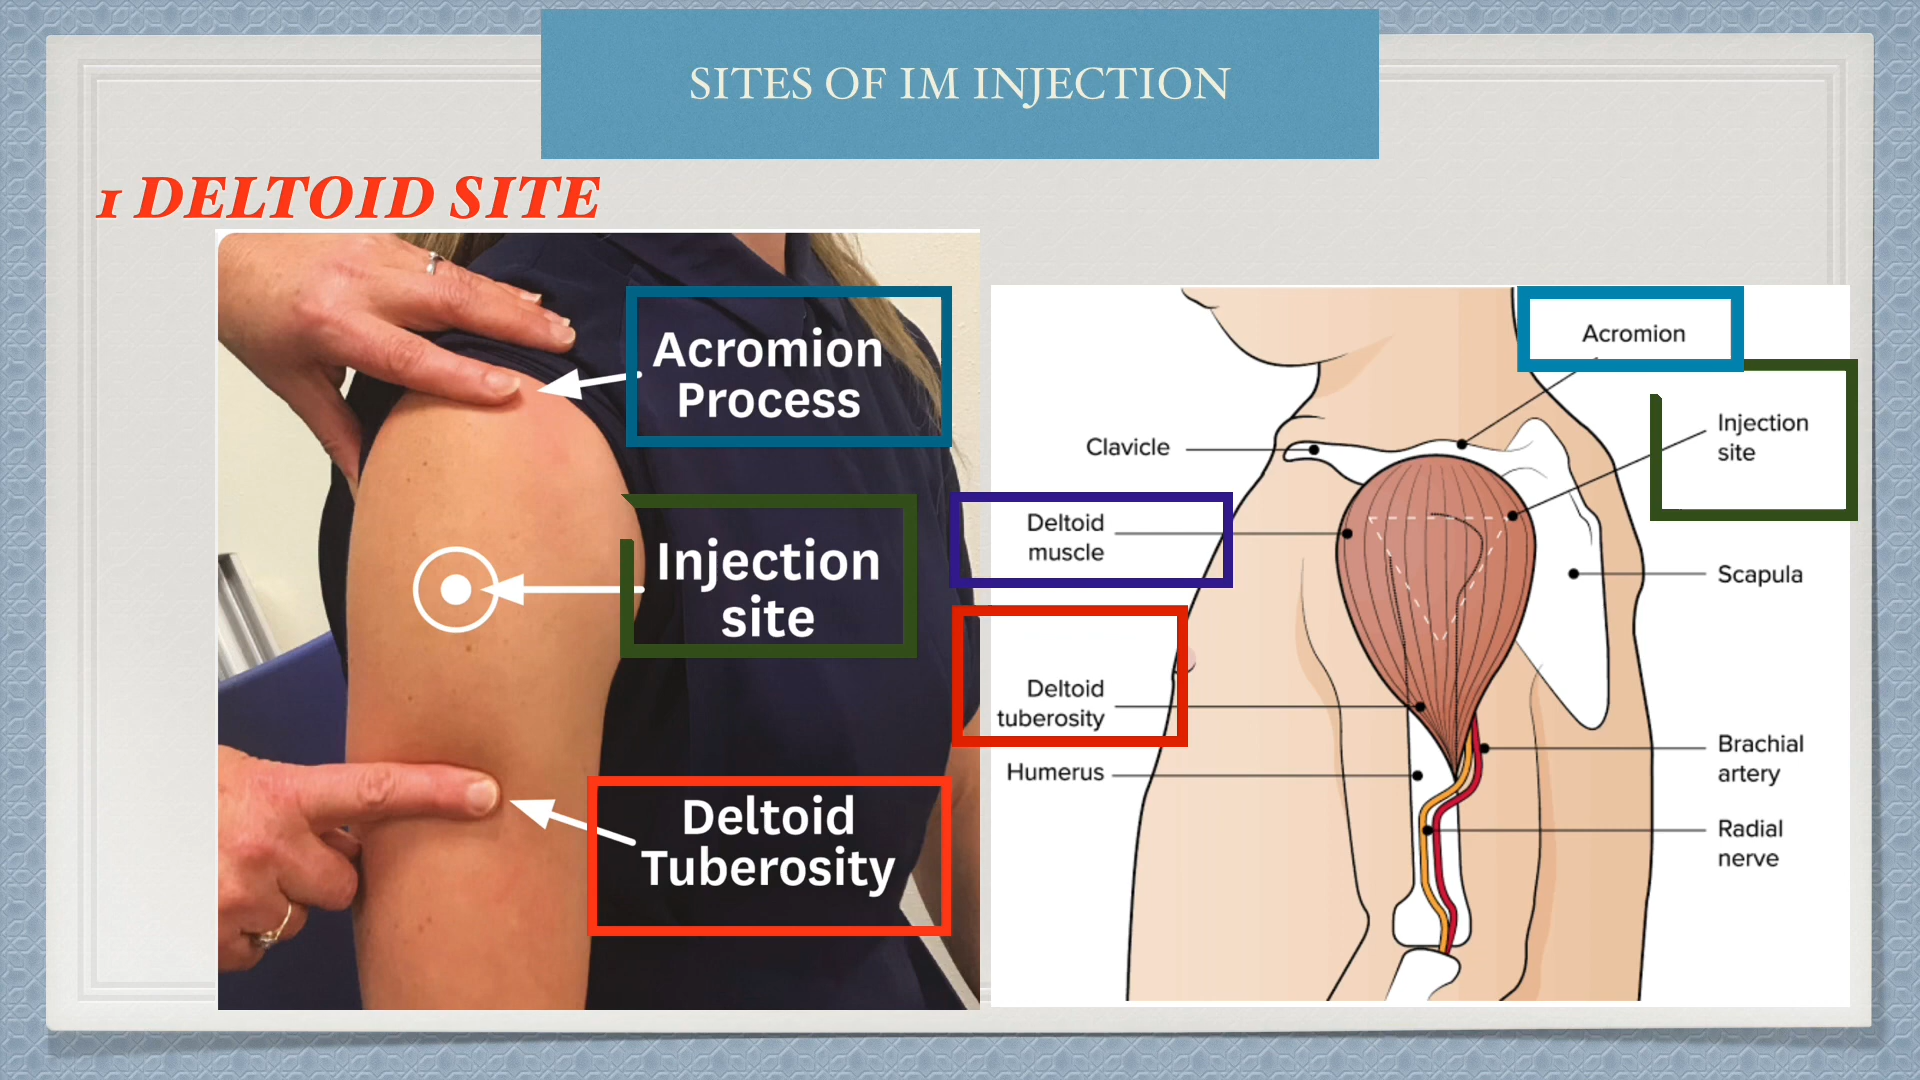 SITES OF IM INJECTION
1 DELTOID SITE
Acromion
Process
Injection
site
Deltoid
Tuberosity
Acromion
Injection
site
Clavicle
Deltoid
muscle
Scapula
Deltoid
tuberosity
Humerus
Brachial
artery
Radial
nerve